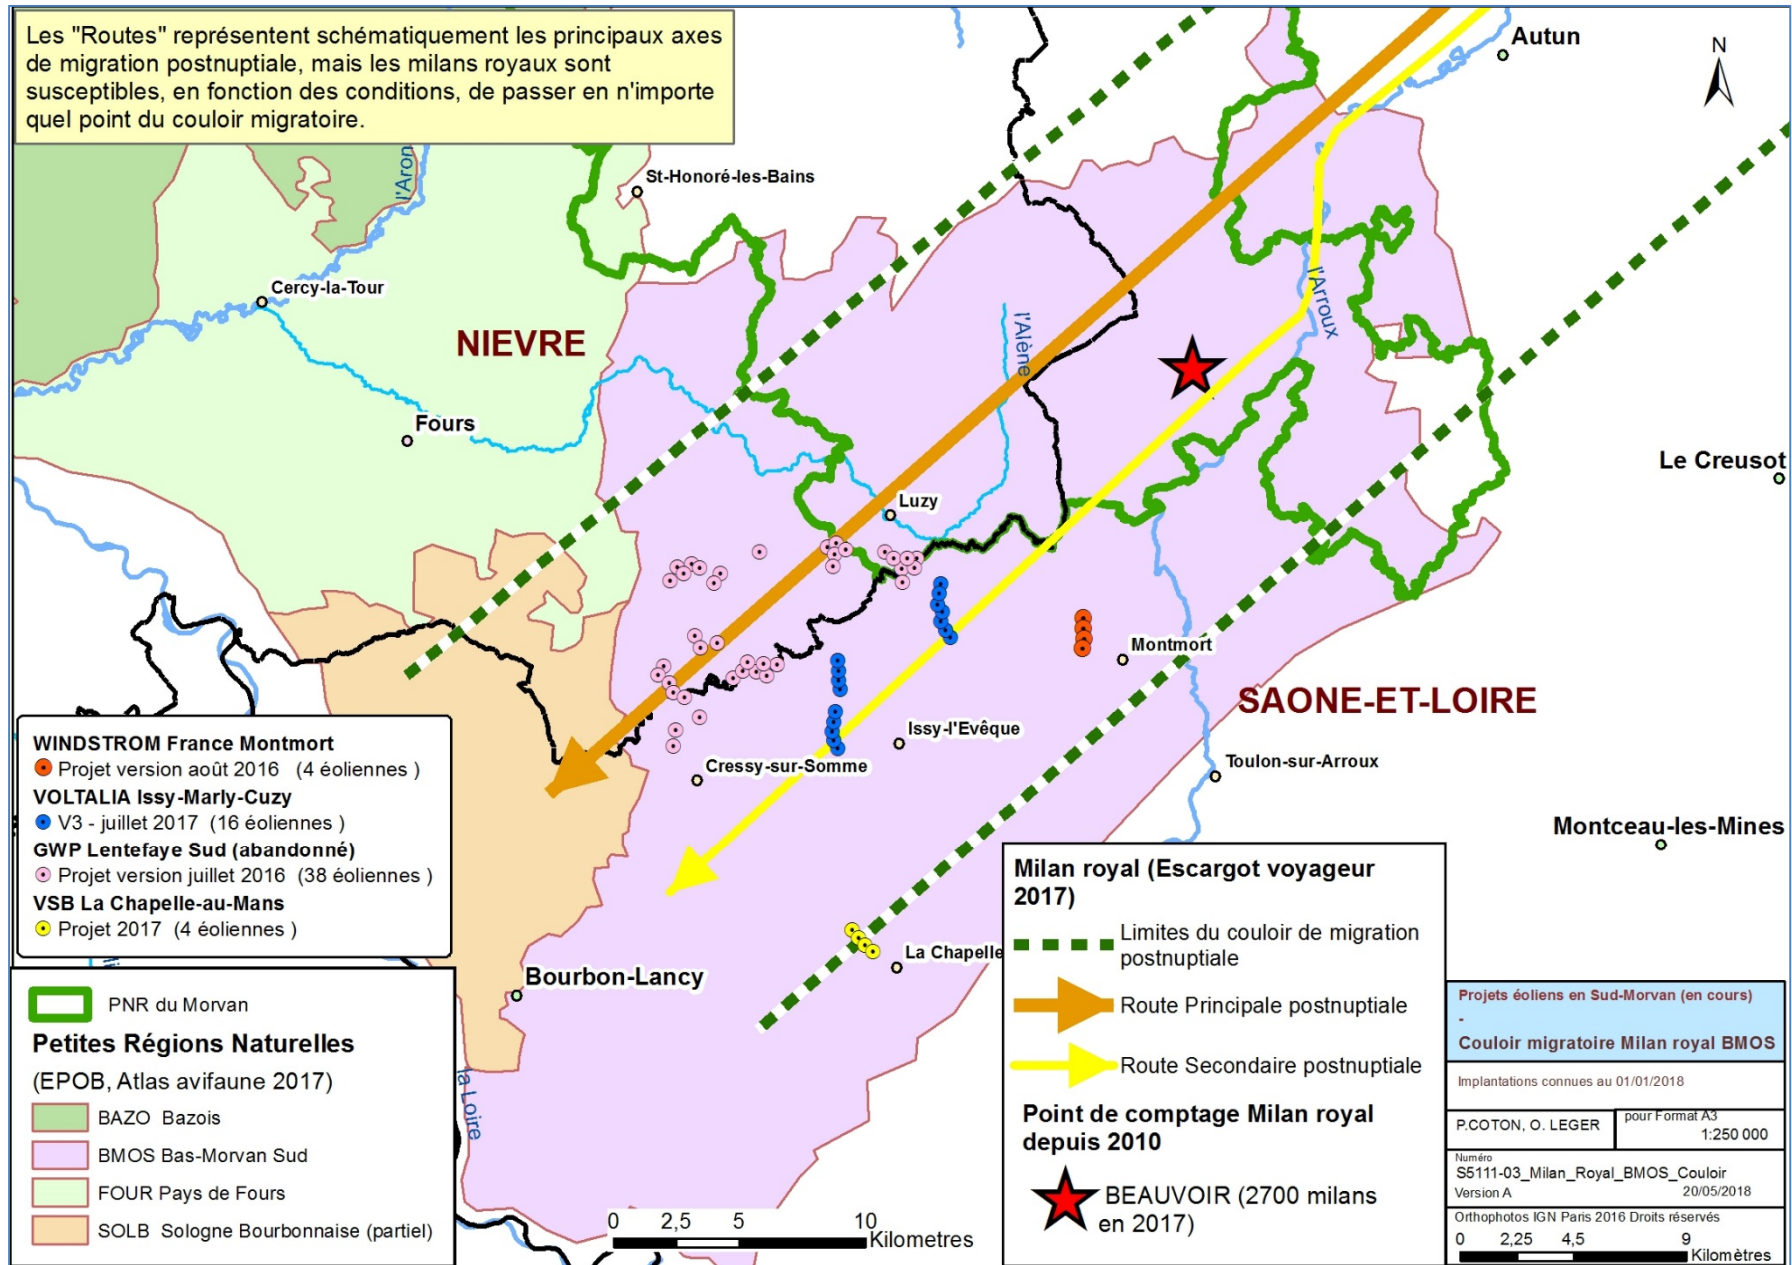 Les "Routes" représentent schématiquement les principaux axes
de migration postnuptiale, mais les milans royaux sont
susceptibles, en fonction des conditions, de passer en n'importe
quel point du couloir migratoire.
Autun
N
l'Aron
St-Honoré-les-Bains
Cercy-la-Tour
l'Arroux
NIEVRE
l'Alène
Fours
Le Creusot
Luzy
Montmort
SAONE-ET-LOIRE
Issy-l'Evêque
Cressy-sur-Somme
Toulon-sur-Arroux
Montceau-les-Mines
La Chapelle
Bourbon-Lancy
la Loire
WINDSTROM France Montmort
Projet version août 2016 (4 éoliennes )
VOLTALIA Issy-Marly-Cuzy
V3 - juillet 2017 (16 éoliennes )
GWP Lentefaye Sud (abandonné)
Projet version juillet 2016 (38 éoliennes )
VSB La Chapelle-au-Mans
Projet 2017 (4 éoliennes )
PNR du Morvan
Petites Régions Naturelles
(EPOB, Atlas avifaune 2017)
BAZO Bazois
BMOS Bas-Morvan Sud
FOUR Pays de Fours
SOLB Sologne Bourbonnaise (partiel)
0 2,5 5 10
Kilometres
Milan royal (Escargot voyageur
2017)
Limites du couloir de migration
postnuptiale
Route Principale postnuptiale
Route Secondaire postnuptiale
Point de comptage Milan royal
depuis 2010
BEAUVOIR (2700 milans
en 2017)
Projets éoliens en Sud-Morvan (en cours)
-
Couloir migratoire Milan royal BMOS
Implantations connues au 01/01/2018
P.COTON, O. LEGER
pour Format A3
1:250 000
Numéro
S5111-03_Milan_Royal_BMOS_Couloir
Version A 20/05/2018
Orthophotos IGN Paris 2016 Droits réservés
0 2,25 4,5 9
Kilomètres